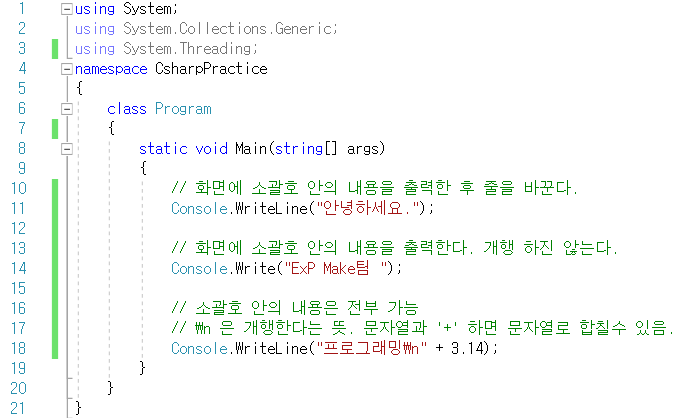 1 using System;
2 using System.Collections.Generic;
3 using System.Threading;
4 namespace CsharpPractice
5 {
6 class Program
7 {
8 static void Main(string[] args)
9 {
10 // 화면에 소괄호 안의 내용을 출력한 후 줄을 바꾼다.
11 Console.WriteLine("안녕하세요.");
12
13 // 화면에 소괄호 안의 내용을 출력한다. 개행 하진 않는다.
14 Console.Write("ExP Make팀 ");
15
16 // 소괄호 안의 내용은 전부 가능
17 // ₩n 은 개행한다는 뜻. 문자열과 '+' 하면 문자열로 합칠수 있음.
18 Console.WriteLine("프로그래밍₩n" + 3.14);
19 }
20 }
21 }